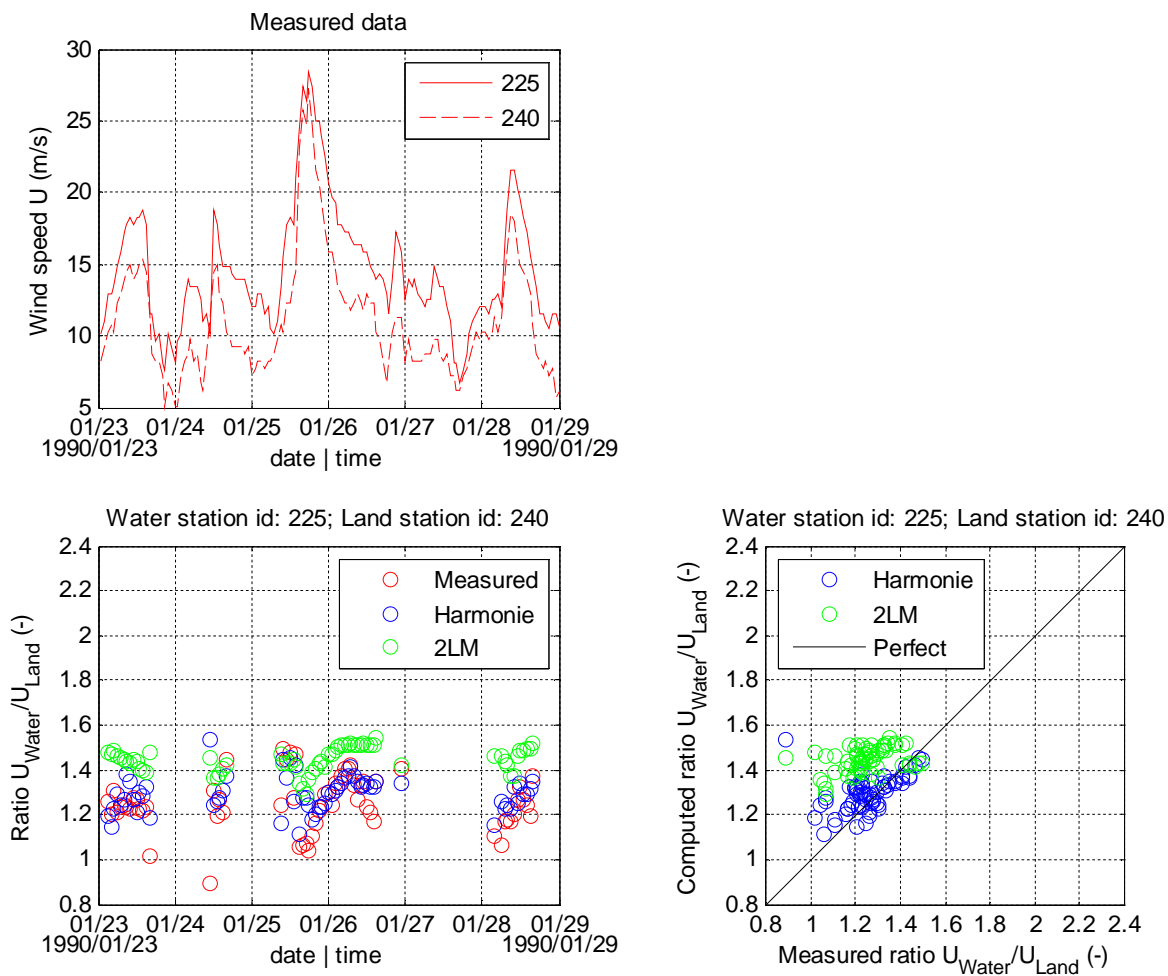 Measured data
Wind speed U (m/s)
30
25
20
15
10
5
225
240
01/23 01/24 01/25 01/26 01/27 01/28 01/29
1990/01/23 1990/01/29
date | time
Water station id: 225; Land station id: 240
Ratio U_Water/U_Land (-)
2.4
2.2
2
1.8
1.6
1.4
1.2
1
0.8
Measured
Harmonie
2LM
01/23 01/24 01/25 01/26 01/27 01/28 01/29
1990/01/23 1990/01/29
date | time
Water station id: 225; Land station id: 240
Computed ratio U_Water/U_Land (-)
2.4
2.2
2
1.8
1.6
1.4
1.2
1
0.8
Harmonie
2LM
Perfect
0.8 1 1.2 1.4 1.6 1.8 2 2.2 2.4
Measured ratio U_Water/U_Land (-)